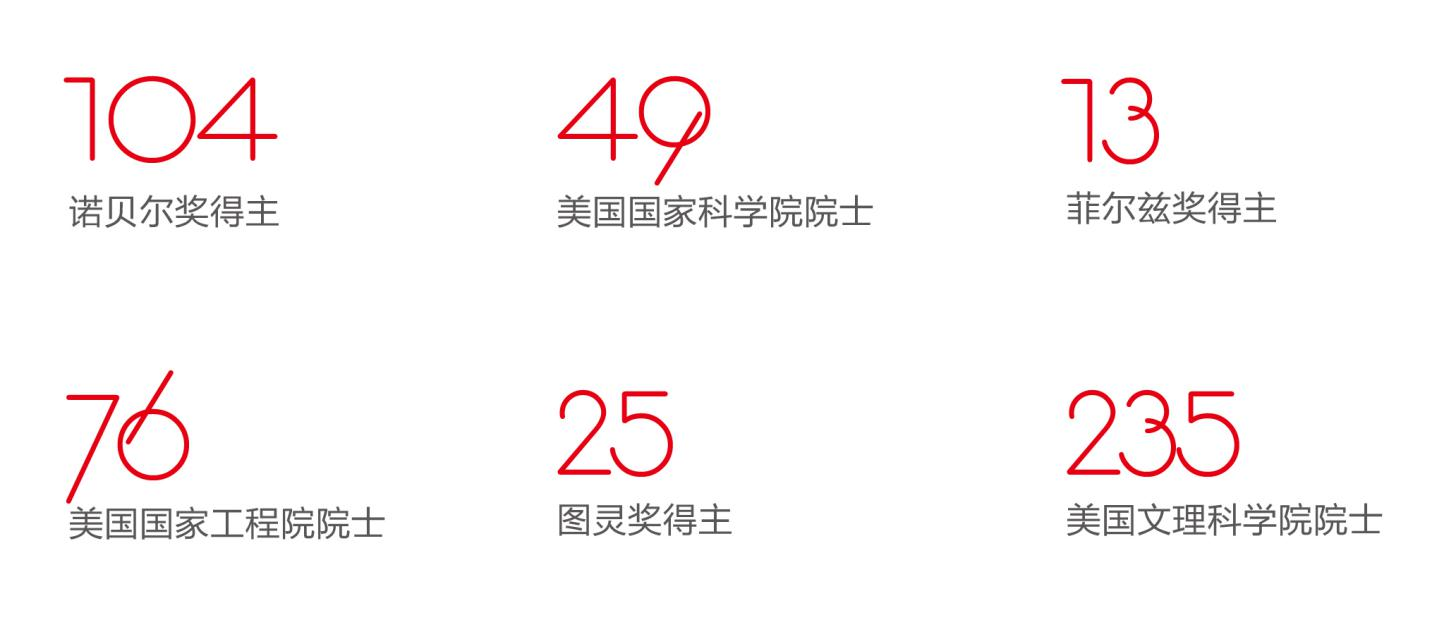 104
诺贝尔奖得主
49
美国国家科学院院士
13
菲尔兹奖得主
76
美国国家工程院院士
25
图灵奖得主
235
美国文理科学院院士